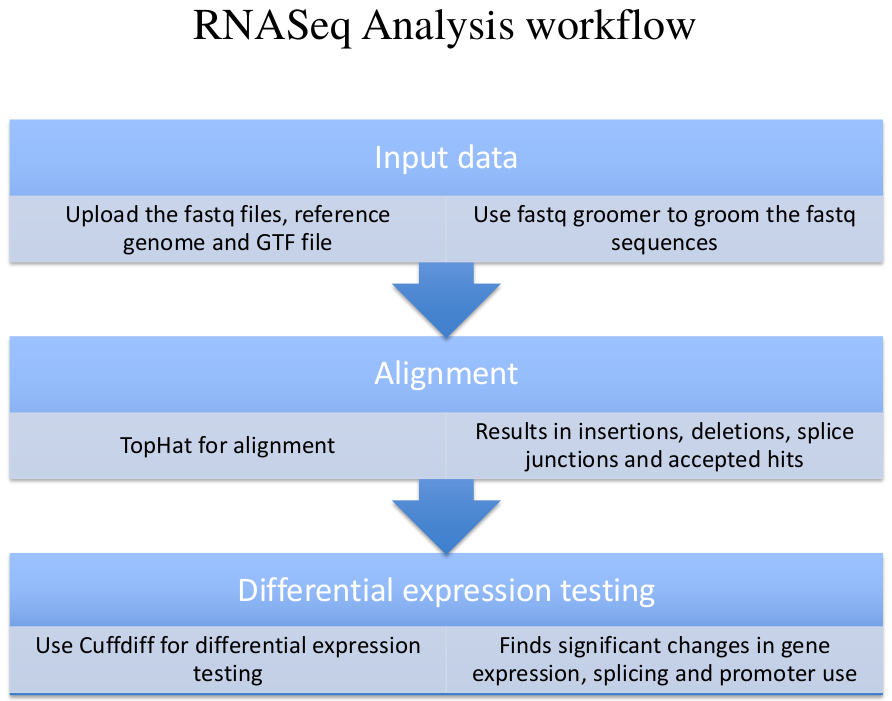 RNASeq Analysis workflow
Input data
Upload the fastq files, reference
genome and GTF file
Use fastq groomer to groom the fastq
sequences
Alignment
TopHat for alignment
Results in insertions, deletions, splice
junctions and accepted hits
Differential expression testing
Use Cuffdiff for differential expression
testing
Finds significant changes in gene
expression, splicing and promoter use